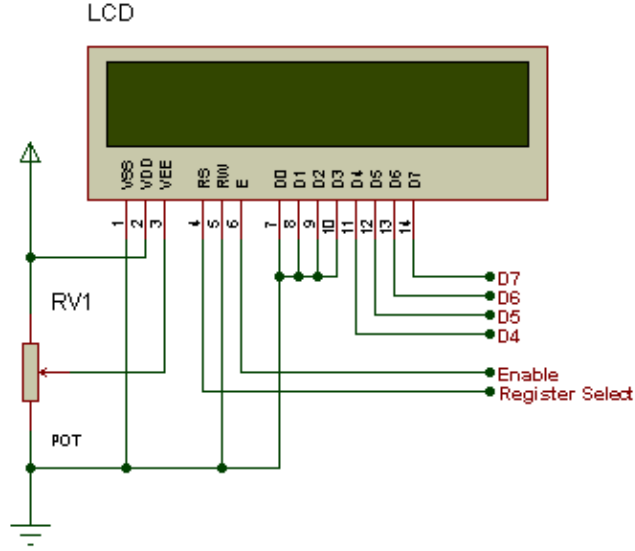 LCD
VSS VDD VEE RS RW E D0 D1 D2 D3 D4 D5 D6 D7
1 2 3 4 5 6 7 8 9 10 11 12 13 14
D7
RV1
D6
D5
D4
Enable
Register Select
POT